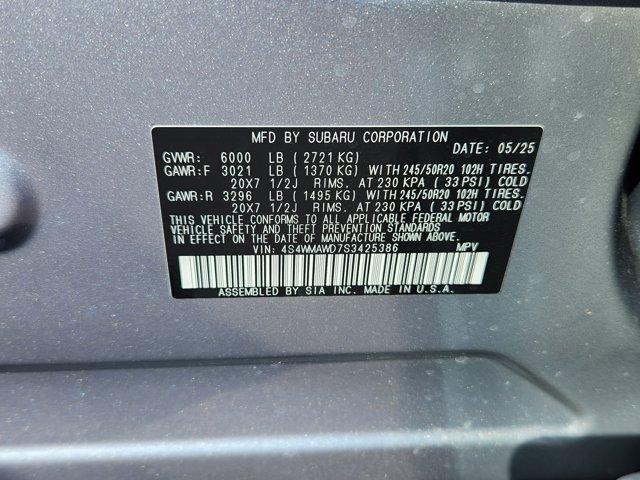 MFD BY SUBARU CORPORATION DATE: 05/25
GVWR: 6000 LB (2721 KG)
GAWR:F 3021 LB (1370 KG) WITH 245/50R20 102H TIRES.
20X7 1/2J RIMS. AT 230 KPA (33 PSI) COLD
GAWR:R 3296 LB (1495 KG) WITH 245/50R20 102H TIRES.
20X7 1/2J RIMS. AT 230 KPA (33 PSI) COLD
THIS VEHICLE CONFORMS TO ALL APPLICABLE FEDERAL MOTOR
VEHICLE SAFETY AND THEFT PREVENTION STANDARDS
IN EFFECT ON THE DATE OF MANUFACTURE SHOWN ABOVE.
VIN: 4S4WMAWD7S3425386 MPV
ASSEMBLED BY SIA INC. MADE IN U.S.A.